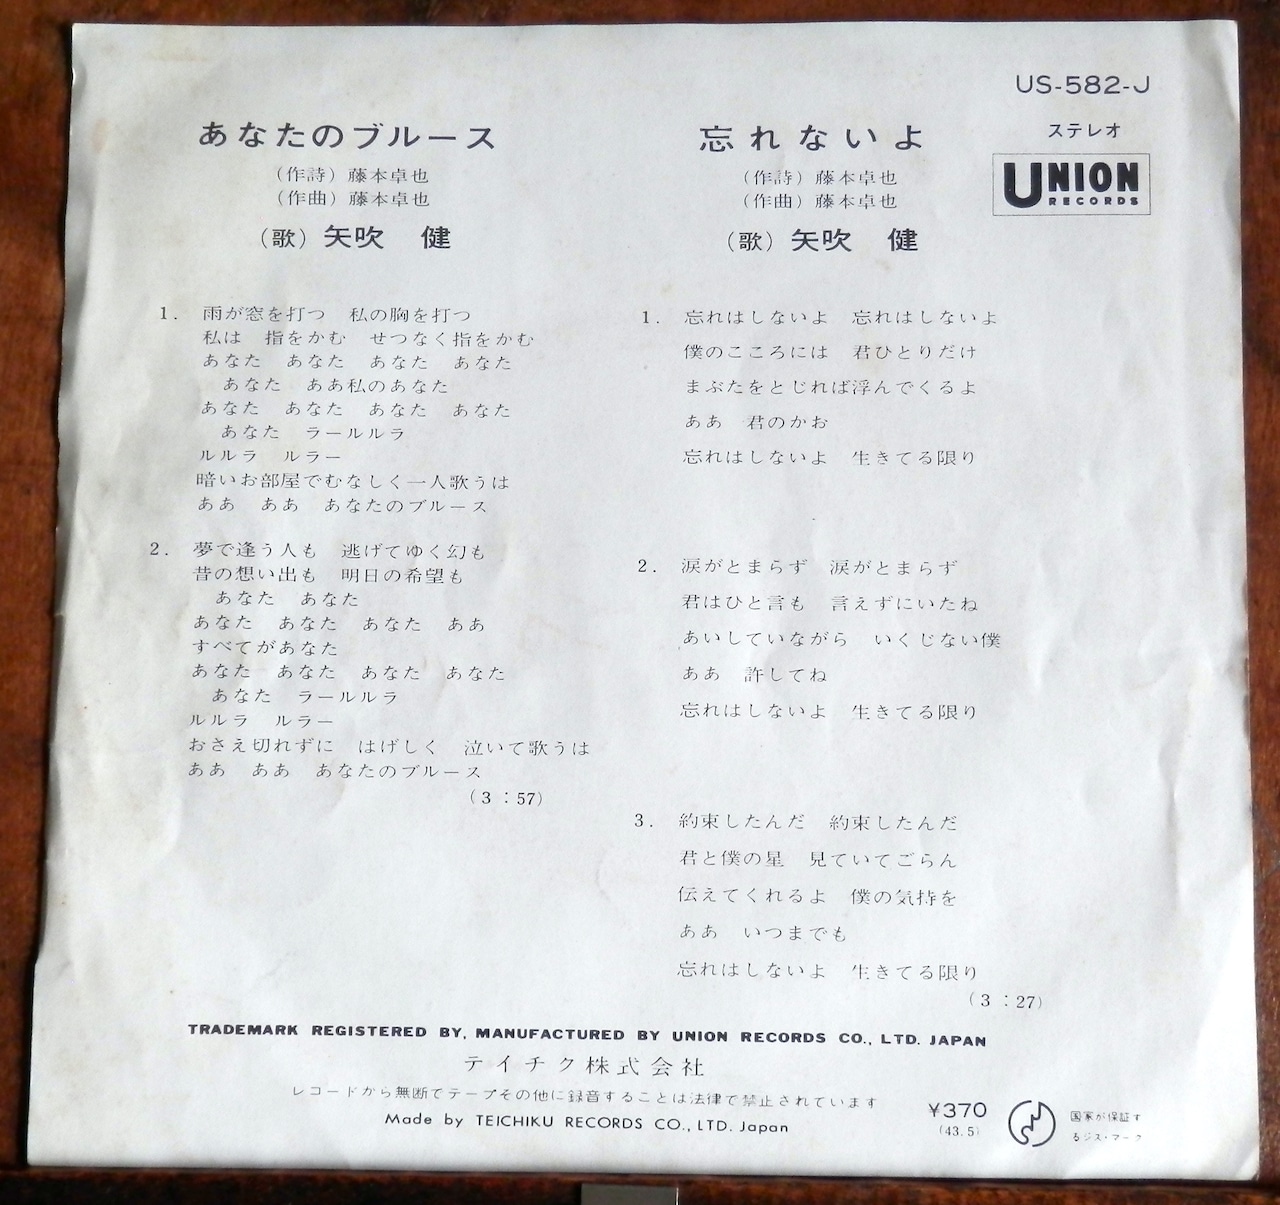 US-582-J
ステレオ
UNION
RECORDS
あなたのブルース
（作詩）藤本卓也
（作曲）藤本卓也
（歌）矢吹　健
1．雨が窓を打つ　私の胸を打つ
私は　指をかむ　せつなく指をかむ
あなた　あなた　あなた　あなた
あなた　ああ私のあなた
あなた　あなた　あなた　あなた
あなた　ラールルラ
ルルラ　ルラー
暗いお部屋でむなしく一人歌うは
ああ　ああ　あなたのブルース
2．夢で逢う人も　逃げてゆく幻も
昔の想い出も　明日の希望も
あなた　あなた
あなた　あなた　あなた　ああ
すべてがあなた
あなた　あなた　あなた　あなた
あなた　ラールルラ
ルルラ　ルラー
おさえ切れずに　はげしく　泣いて歌うは
ああ　ああ　あなたのブルース
（3：57）
忘れないよ
（作詩）藤本卓也
（作曲）藤本卓也
（歌）矢吹　健
1．忘れはしないよ　忘れはしないよ
僕のこころには　君ひとりだけ
まぶたをとじれば浮んでくるよ
ああ　君のかお
忘れはしないよ　生きてる限り
2．涙がとまらず　涙がとまらず
君はひと言も　言えずにいたね
あいしていながら　いくじない僕
ああ　許してね
忘れはしないよ　生きてる限り
3．約束したんだ　約束したんだ
君と僕の星　見ていてごらん
伝えてくれるよ　僕の気持を
ああ　いつまでも
忘れはしないよ　生きてる限り
（3：27）
TRADEMARK REGISTERED BY, MANUFACTURED BY UNION RECORDS CO., LTD. JAPAN
テイチク株式会社
レコードから無断でテープその他に録音することは法律で禁止されています
Made by TEICHIKU RECORDS CO., LTD. Japan
¥370
(43.5)
国家が保証す
るジス・マーク